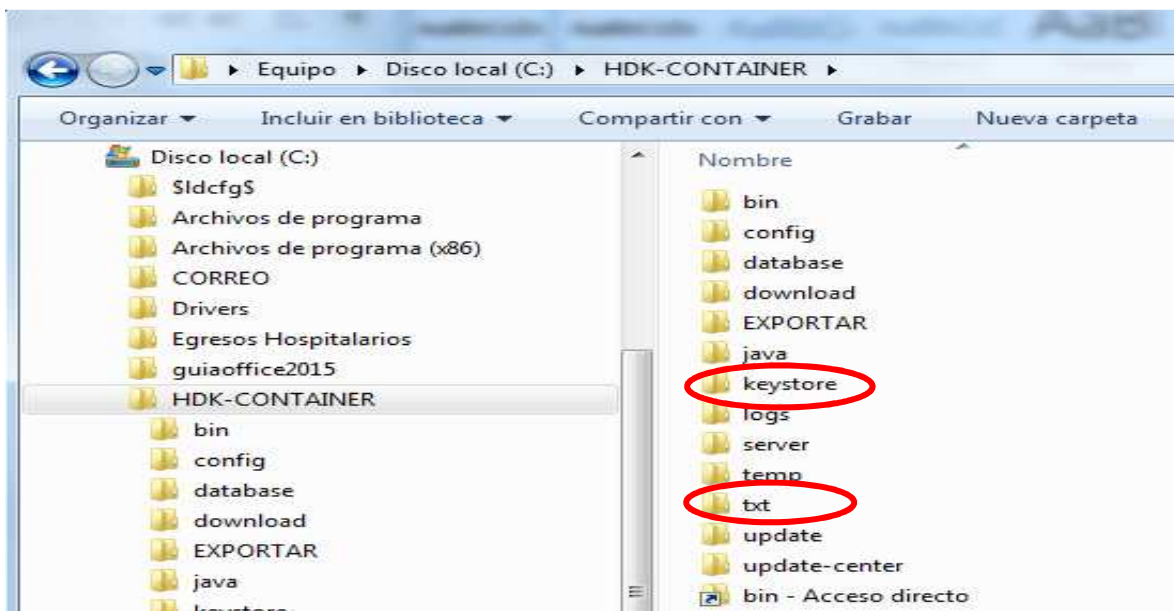 Equipo Disco local (C:) HDK-CONTAINER
Organizar Incluir en biblioteca Compartir con Grabar Nueva carpeta
Disco local (C:)
$ldcfg$
Archivos de programa
Archivos de programa (x86)
CORREO
Drivers
Egresos Hospitalarios
guiaoffice2015
HDK-CONTAINER
bin
config
database
download
EXPORTAR
java
keystore
Nombre
bin
config
database
download
EXPORTAR
java
keystore
logs
server
temp
txt
update
update-center
bin - Acceso directo